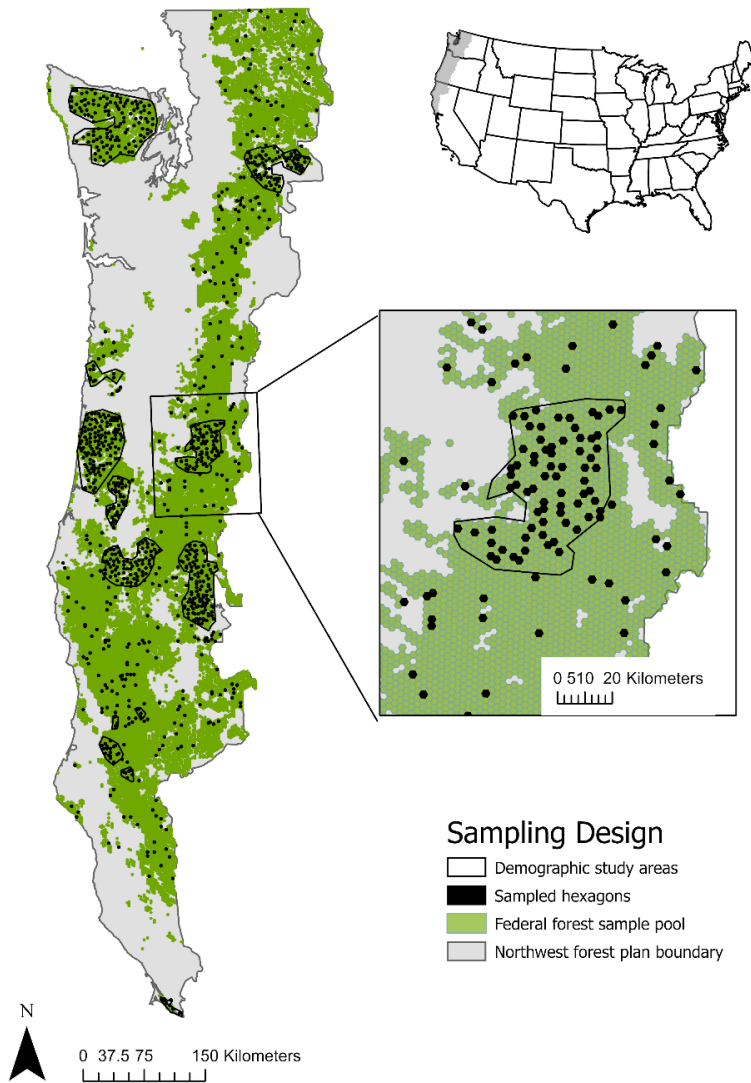 0 510 20 Kilometers
Sampling Design
Demographic study areas
Sampled hexagons
Federal forest sample pool
Northwest forest plan boundary
N
0 37.5 75 150 Kilometers